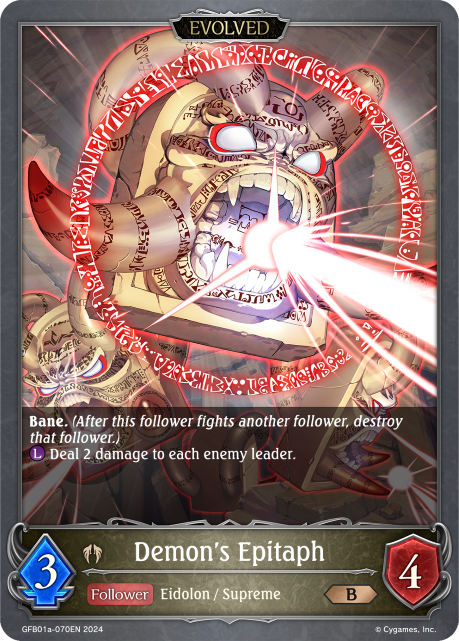 EVOLVED
Bane. (After this follower fights another follower, destroy
that follower.)
L Deal 2 damage to each enemy leader.
Demon's Epitaph
3
4
Follower Eidolon / Supreme
B
GFB01a-070EN 2024
© Cygames, Inc.